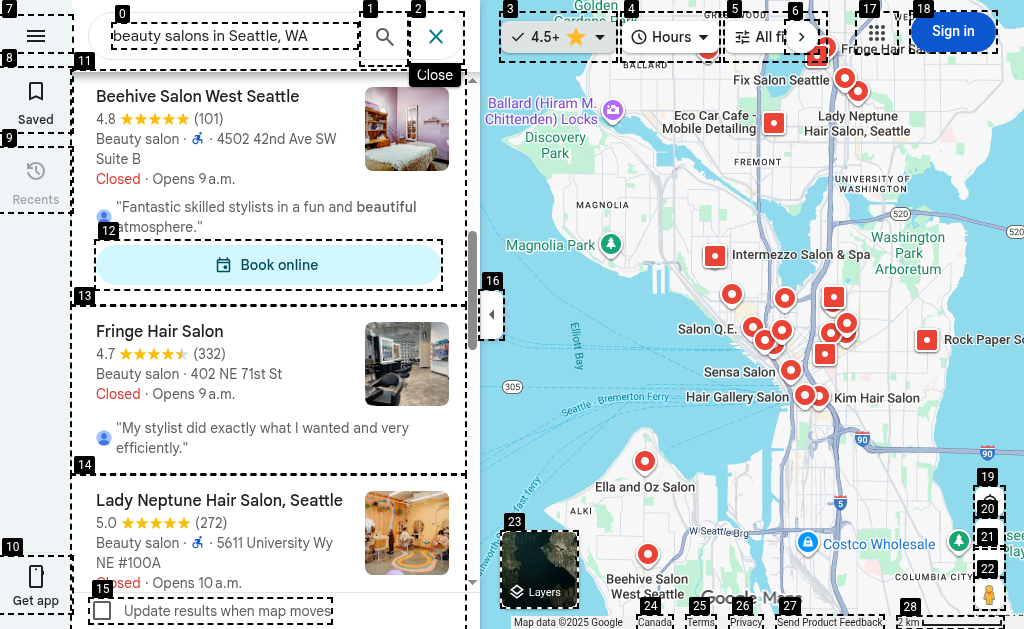 beauty salons in Seattle, WA
Close
Saved
Recents
Get app
Beehive Salon West Seattle
4.8 (101)
Beauty salon · 4502 42nd Ave SW
Suite B
Closed · Opens 9 a.m.
"Fantastic skilled stylists in a fun and beautiful
atmosphere."
Book online
Fringe Hair Salon
4.7 (332)
Beauty salon · 402 NE 71st St
Closed · Opens 9 a.m.
"My stylist did exactly what I wanted and very
efficiently."
Lady Neptune Hair Salon, Seattle
5.0 (272)
Beauty salon · 5611 University Wy
NE #100A
Closed · Opens 10 a.m.
Update results when map moves
4.5+
Hours
All fi
Sign in
0
1
2
3
4
5
6
7
8
9
10
11
12
13
14
15
16
17
18
19
20
21
22
23
24
25
26
27
28
Golden
Gardens Park
BALLARD
Fringe Hair Sa
Fix Salon Seattle
Ballard (Hiram M.
Chittenden) Locks
Eco Car Cafe -
Mobile Detailing
Lady Neptune
Hair Salon, Seattle
Discovery
Park
FREMONT
UNIVERSITY OF
WASHINGTON
MAGNOLIA
520
520
Magnolia Park
Washington
Park
Arboretum
Intermezzo Salon & Spa
Salon Q.E.
Elliott Bay
Rock Paper Sc
Sensa Salon
305
Seattle - Bremerton Ferry
Hair Gallery Salon
Kim Hair Salon
90
90
Ella and Oz Salon
fast ferry
5
ALKI
W Seattle Brg
Costco Wholesale
Beehive Salon
West Seattle
COLUMBIA CITY
Layers
Google Maps
Map data ©2025 Google
Canada
Terms
Privacy
Send Product Feedback
2 km